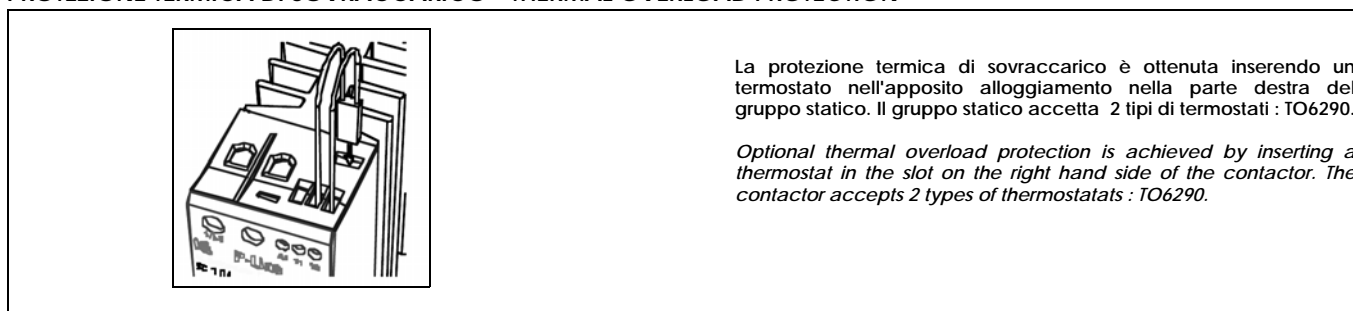 La protezione termica di sovraccarico è ottenuta inserendo un
termostato nell'apposito alloggiamento nella parte destra del
gruppo statico. Il gruppo statico accetta 2 tipi di termostati : TO6290.
Optional thermal overload protection is achieved by inserting a
thermostat in the slot on the right hand side of the contactor. The
contactor accepts 2 types of thermostatats : TO6290.